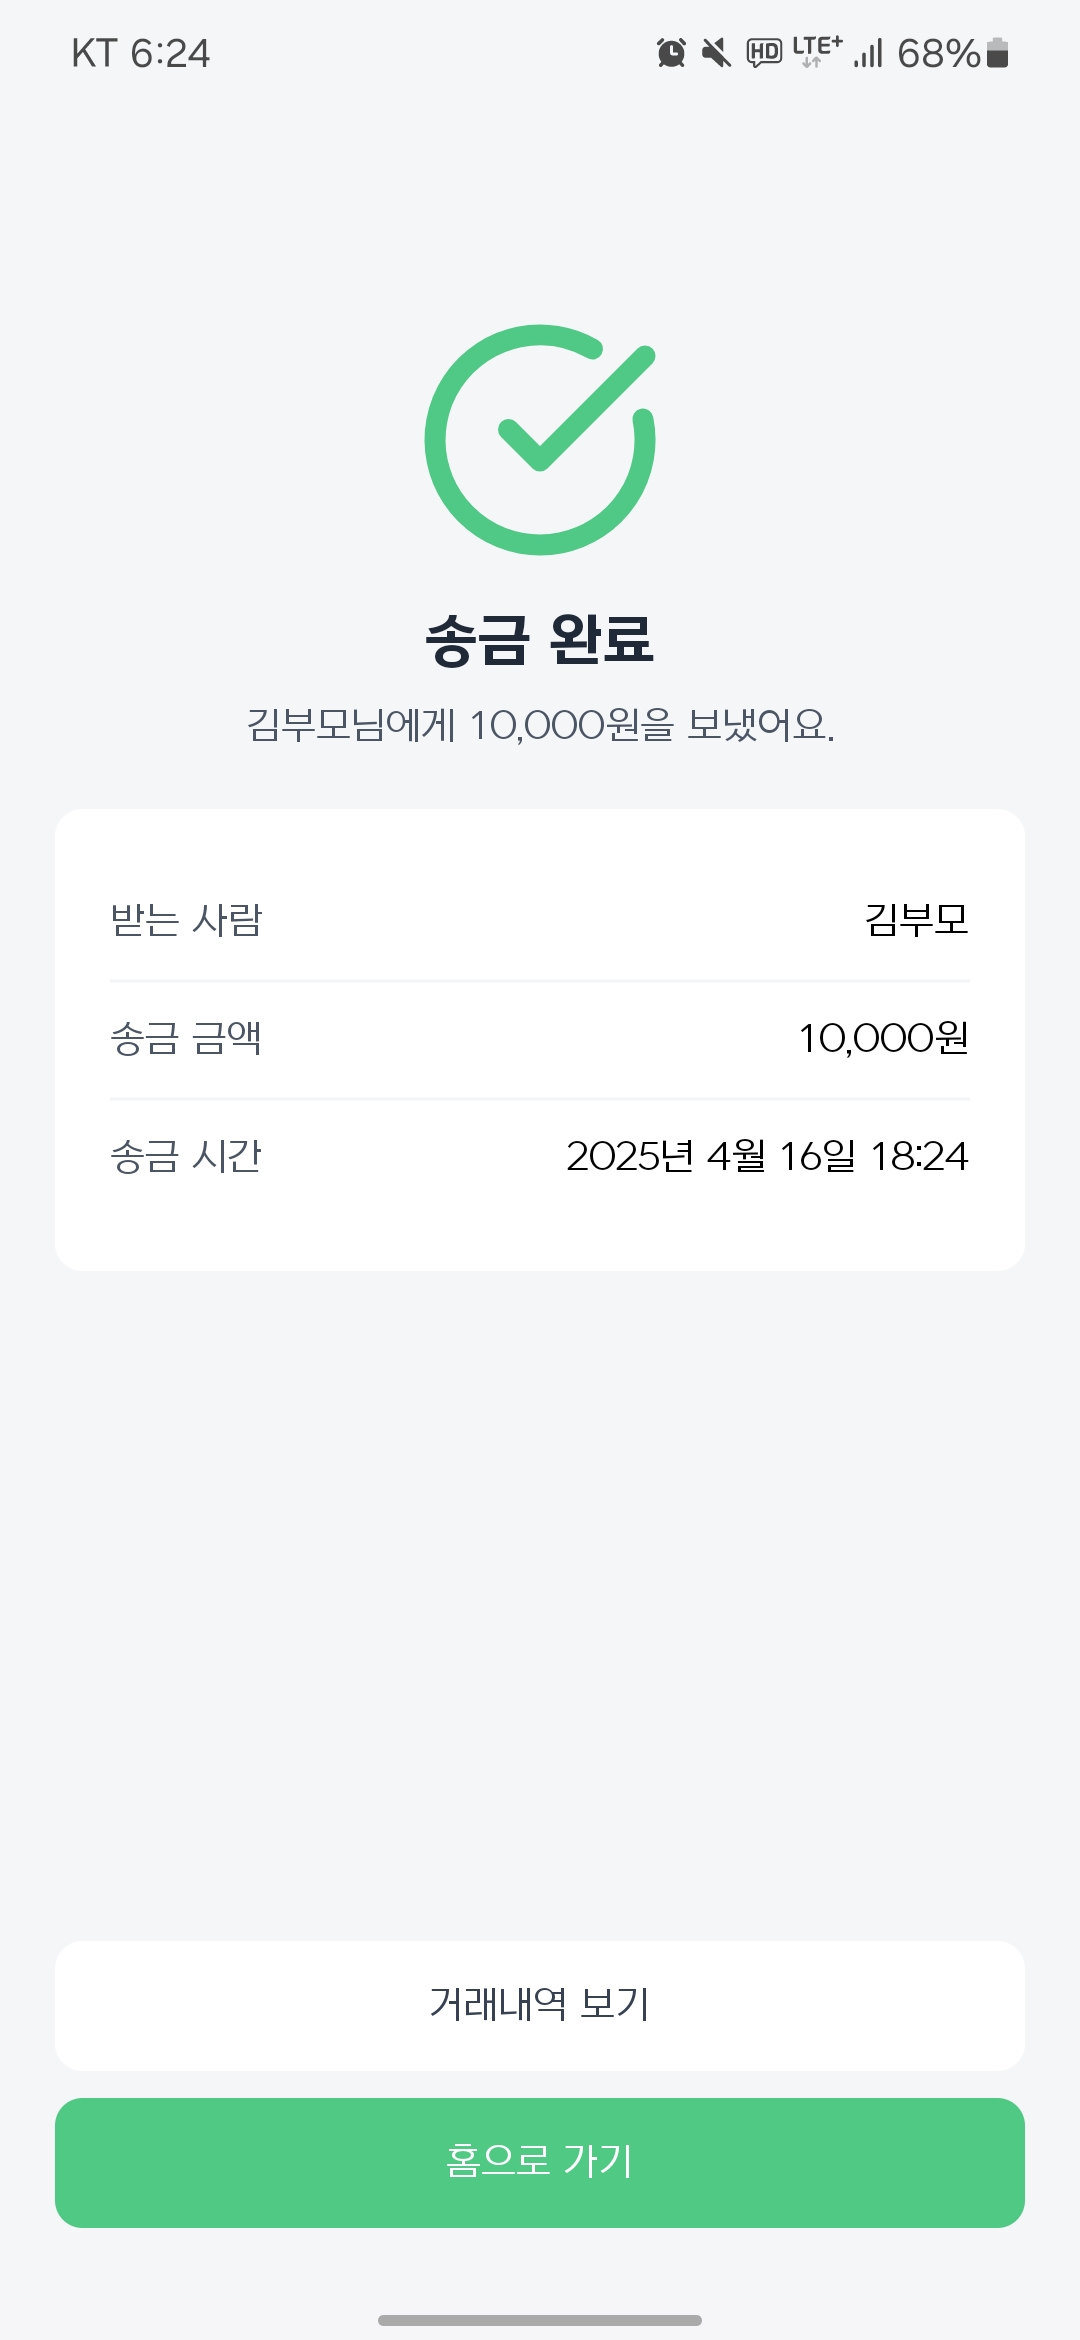 KT 6:24 HD LTE+ 68%
송금 완료
김부모님에게 10,000원을 보냈어요.
받는 사람 김부모
송금 금액 10,000원
송금 시간 2025년 4월 16일 18:24
거래내역 보기
홈으로 가기